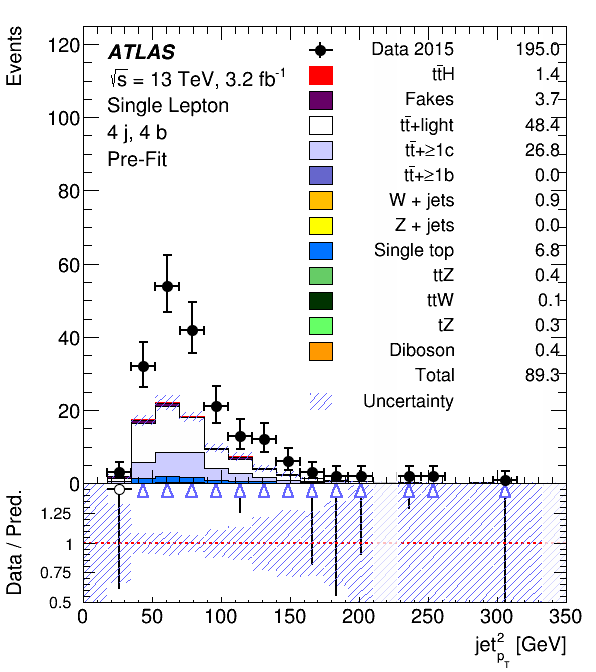 Events
120
100
80
60
40
20
0
ATLAS
√s = 13 TeV, 3.2 fb⁻¹
Single Lepton
4 j, 4 b
Pre-Fit
Data 2015 195.0
tt̄H 1.4
Fakes 3.7
tt̄+light 48.4
tt̄+≥1c 26.8
tt̄+≥1b 0.0
W + jets 0.9
Z + jets 0.0
Single top 6.8
ttZ 0.4
ttW 0.1
tZ 0.3
Diboson 0.4
Total 89.3
Uncertainty
Data / Pred.
1.25
1
0.75
0.5
0 50 100 150 200 250 300 350
jet²_pT [GeV]